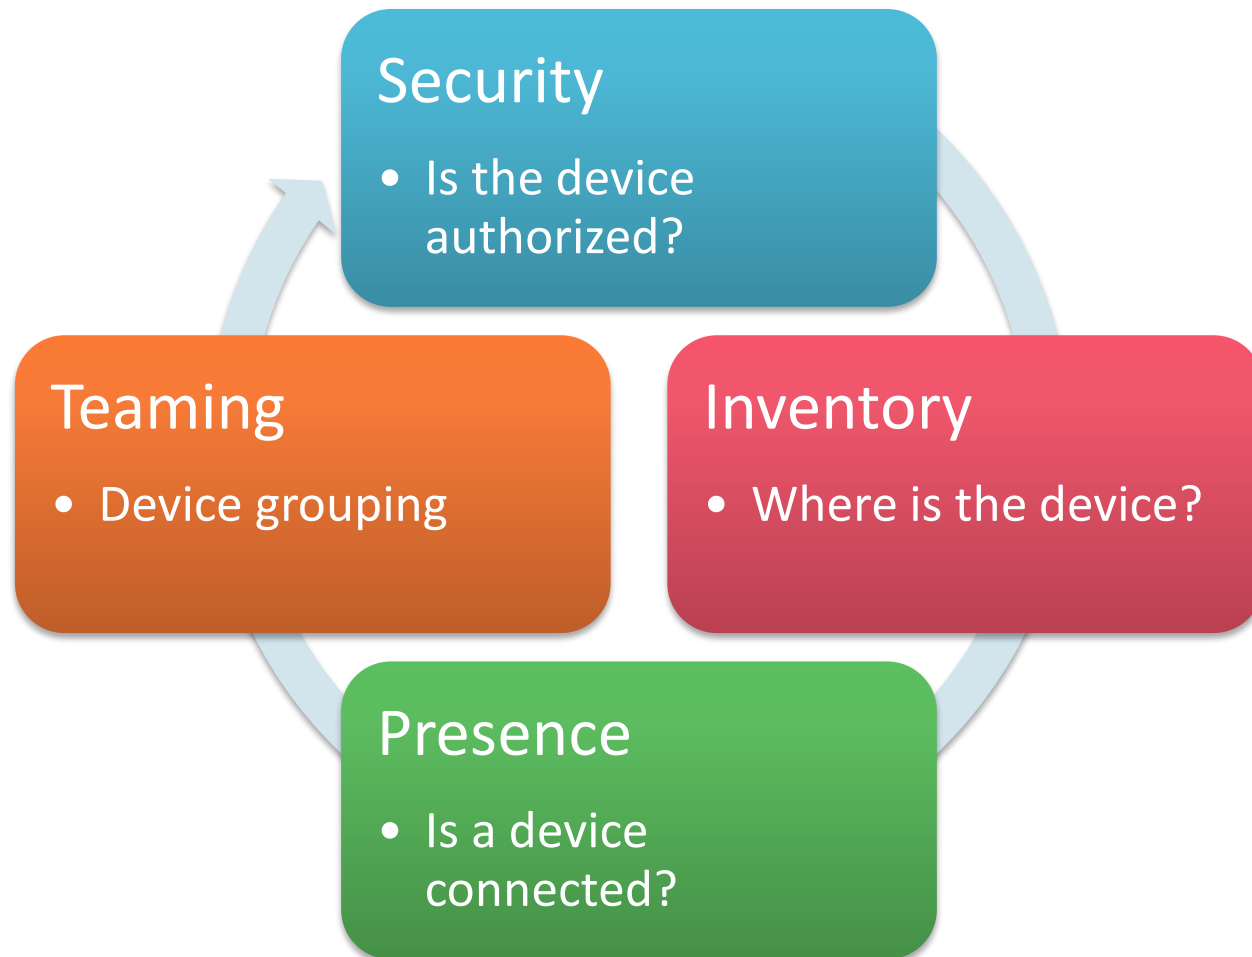 Security
• Is the device
authorized?
Teaming
• Device grouping
Inventory
• Where is the device?
Presence
• Is a device
connected?